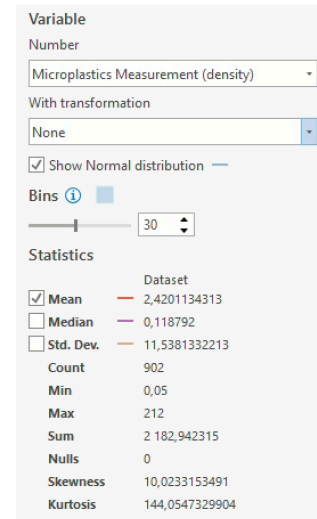 Variable
Number
Microplastics Measurement (density)
With transformation
None
Show Normal distribution
Bins
30
Statistics
Dataset
Mean 2,4201134313
Median 0,118792
Std. Dev. 11,5381332213
Count 902
Min 0,05
Max 212
Sum 2 182,942315
Nulls 0
Skewness 10,0233153491
Kurtosis 144,0547329904